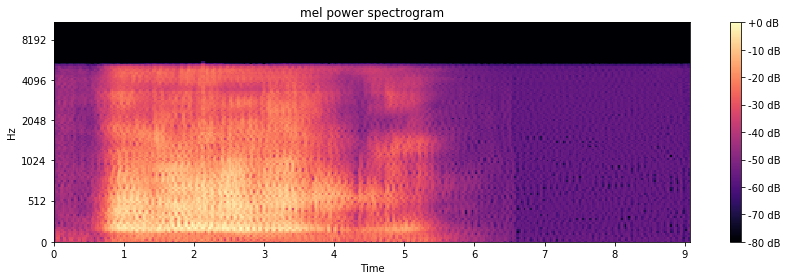 mel power spectrogram
8192
4096
2048
1024
512
0
Hz
0 1 2 3 4 5 6 7 8 9
Time
+0 dB
-10 dB
-20 dB
-30 dB
-40 dB
-50 dB
-60 dB
-70 dB
-80 dB